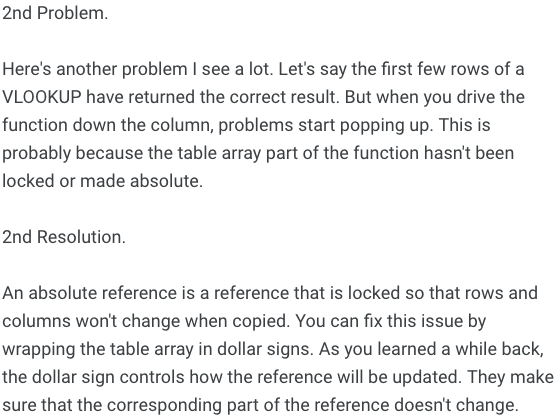 2nd Problem.
Here's another problem I see a lot. Let's say the first few rows of a
VLOOKUP have returned the correct result. But when you drive the
function down the column, problems start popping up. This is
probably because the table array part of the function hasn't been
locked or made absolute.
2nd Resolution.
An absolute reference is a reference that is locked so that rows and
columns won't change when copied. You can fix this issue by
wrapping the table array in dollar signs. As you learned a while back,
the dollar sign controls how the reference will be updated. They make
sure that the corresponding part of the reference doesn't change.